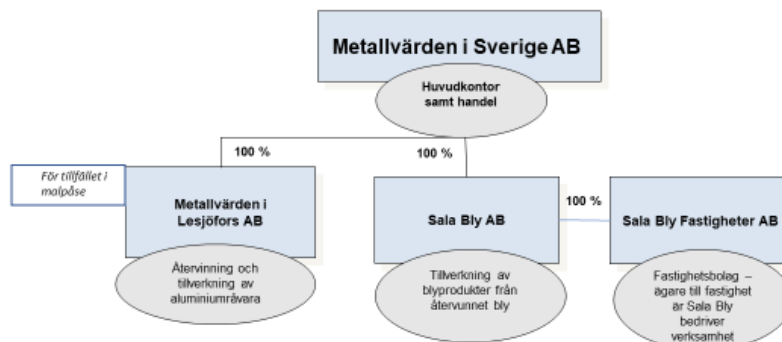 Metallvärden i Sverige AB
Huvudkontor
samt handel
100 %
100 %
För tillfället i
malpåse
Metallvärden i
Lesjöfors AB
Sala Bly AB
100 %
Sala Bly Fastigheter AB
Återvinning och
tillverkning av
aluminiumråvara
Tillverkning av
blyprodukter från
återvunnet bly
Fastighetsbolag –
ägare till fastighet
är Sala Bly
bedriver
verksamhet